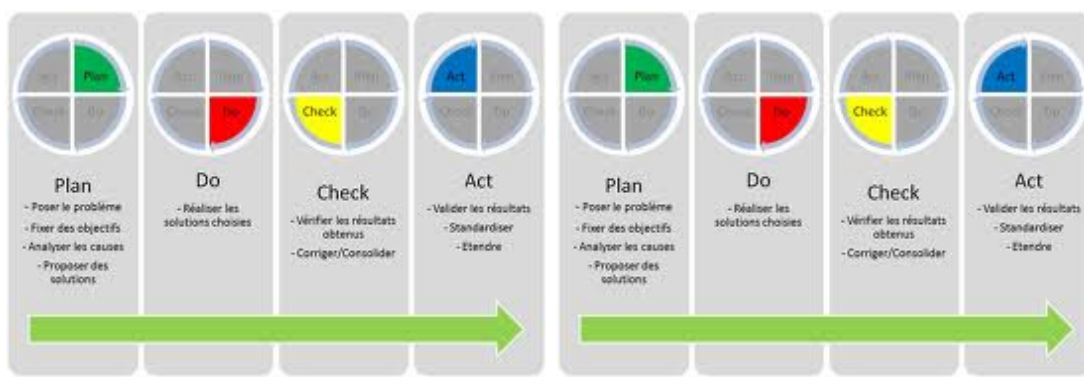 Plan
Plan
- Poser le problème
- Fixer des objectifs
- Analyser les causes
- Proposer des
solutions
Do
Do
- Réaliser les
solutions choisies
Check
Check
- Vérifier les résultats
obtenus
- Corriger/Consolider
Act
Act
- Valider les résultats
- Standardiser
- Etendre
Plan
Plan
- Poser le problème
- Fixer des objectifs
- Analyser les causes
- Proposer des
solutions
Do
Do
- Réaliser les
solutions choisies
Check
Check
- Vérifier les résultats
obtenus
- Corriger/Consolider
Act
Act
- Valider les résultats
- Standardiser
- Etendre